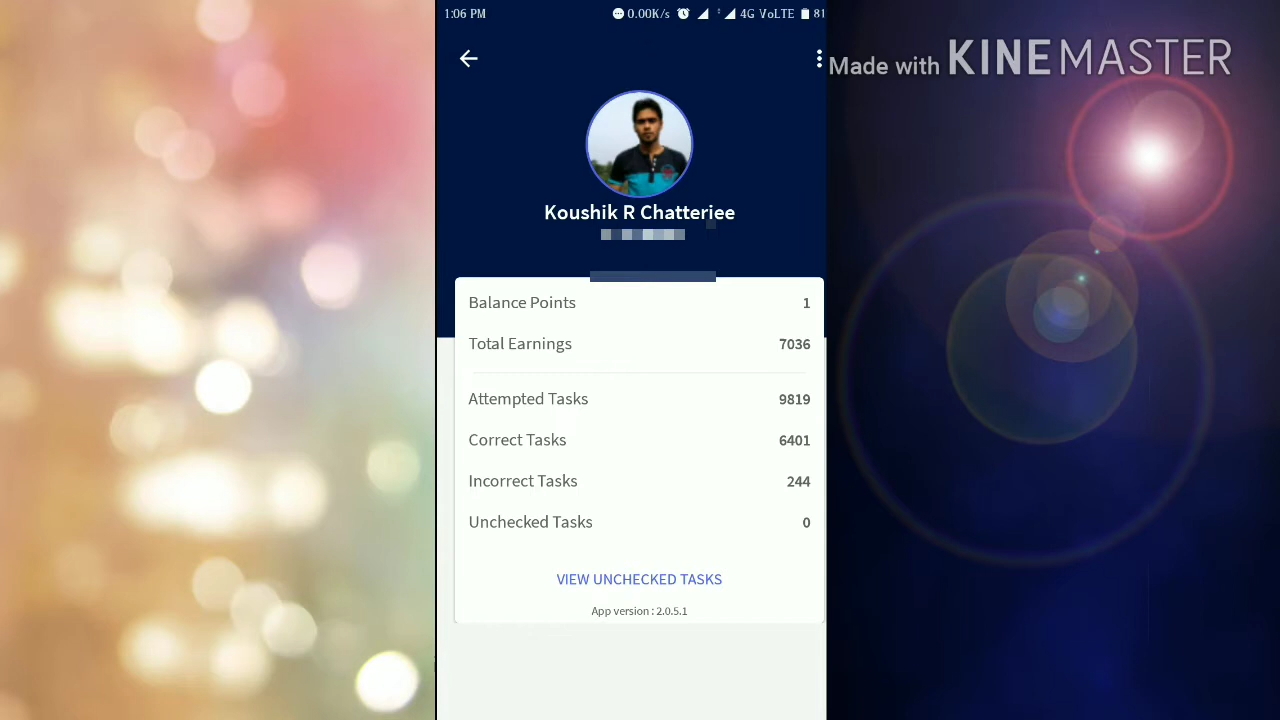 1:06 PM 0.00K/s 4G VoLTE 81
Made with KINEMASTER
Koushik R Chatterjee
Balance Points 1
Total Earnings 7036
Attempted Tasks 9819
Correct Tasks 6401
Incorrect Tasks 244
Unchecked Tasks 0
VIEW UNCHECKED TASKS
App version : 2.0.5.1